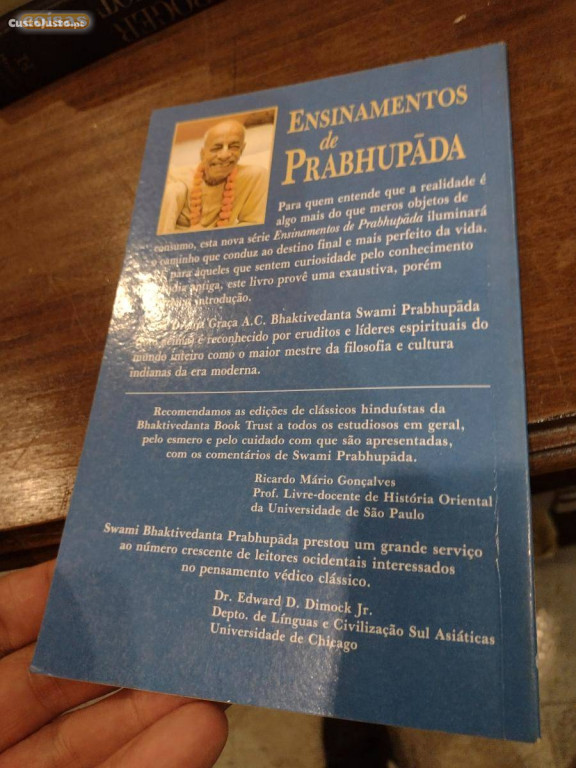 CustoJusto.pt
coisas
ROGER
ENSINAMENTOS
de
PRABHUPĀDA
Para quem entende que a realidade é
algo mais do que meros objetos de
consumo, esta nova série Ensinamentos de Prabhupāda iluminará
o caminho que conduz ao destino final e mais perfeito da vida.
para àqueles que sentem curiosidade pelo conhecimento
antiga, este livro provê uma exaustiva, porém
introdução.
Divina Graça A.C. Bhaktivedanta Swami Prabhupāda
é reconhecido por eruditos e líderes espirituais do
mundo inteiro como o maior mestre da filosofia e cultura
indianas da era moderna.
Recomendamos as edições de clássicos hinduístas da
Bhaktivedanta Book Trust a todos os estudiosos em geral,
pelo esmero e pelo cuidado com que são apresentadas,
com os comentários de Swami Prabhupāda.
Ricardo Mário Gonçalves
Prof. Livre-docente de História Oriental
da Universidade de São Paulo
Swami Bhaktivedanta Prabhupāda prestou um grande serviço
ao número crescente de leitores ocidentais interessados
no pensamento védico clássico.
Dr. Edward D. Dimock Jr.
Depto. de Línguas e Civilização Sul Asiáticas
Universidade de Chicago